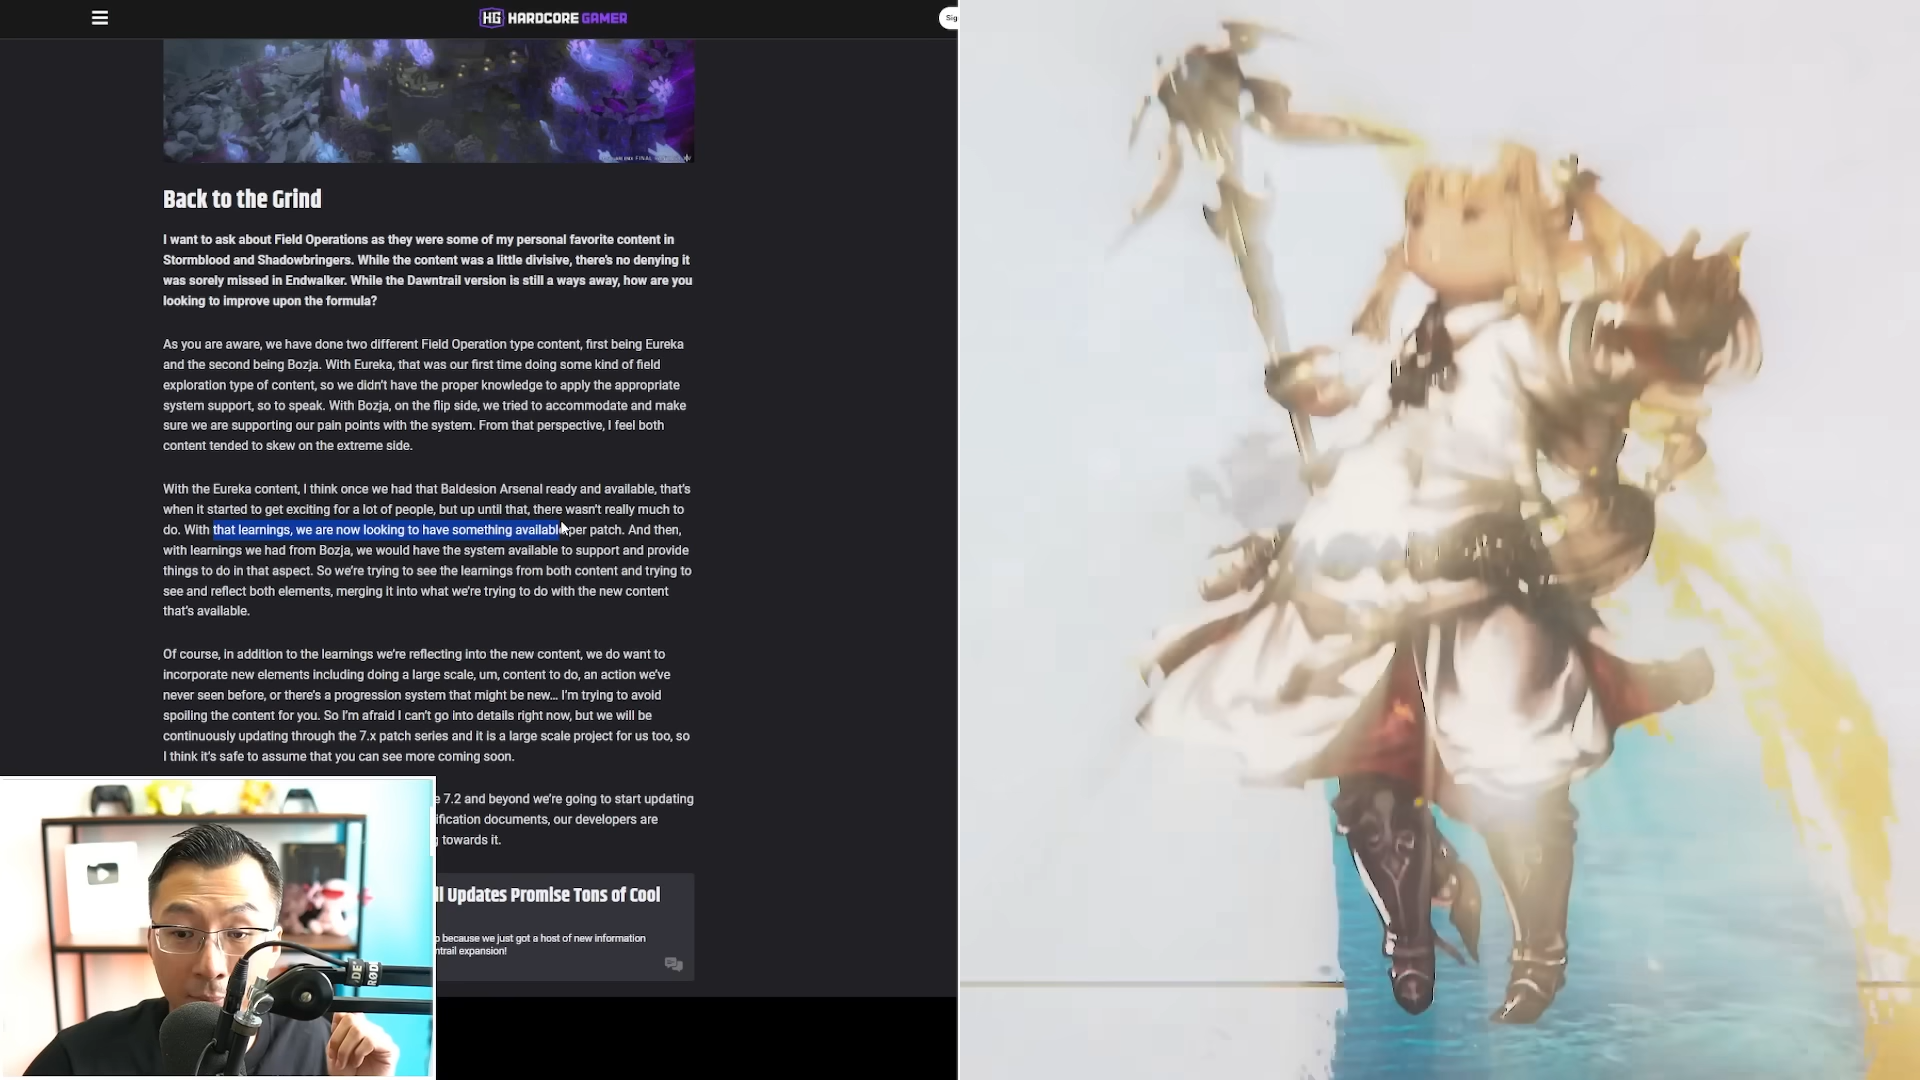 HG HARDCORE GAMER
Sig
Back to the Grind
I want to ask about Field Operations as they were some of my personal favorite content in
Stormblood and Shadowbringers. While the content was a little divisive, there's no denying it
was sorely missed in Endwalker. While the Dawntrail version is still a ways away, how are you
looking to improve upon the formula?
As you are aware, we have done two different Field Operation type content, first being Eureka
and the second being Bozja. With Eureka, that was our first time doing some kind of field
exploration type of content, so we didn't have the proper knowledge to apply the appropriate
system support, so to speak. With Bozja, on the flip side, we tried to accommodate and make
sure we are supporting our pain points with the system. From that perspective, I feel both
content tended to skew on the extreme side.
With the Eureka content, I think once we had that Baldesion Arsenal ready and available, that's
when it started to get exciting for a lot of people, but up until that, there wasn't really much to
do. With that learnings, we are now looking to have something available per patch. And then,
with learnings we had from Bozja, we would have the system available to support and provide
things to do in that aspect. So we're trying to see the learnings from both content and trying to
see and reflect both elements, merging it into what we're trying to do with the new content
that's available.
Of course, in addition to the learnings we're reflecting into the new content, we do want to
incorporate new elements including doing a large scale, um, content to do, an action we've
never seen before, or there's a progression system that might be new... I'm trying to avoid
spoiling the content for you. So I'm afraid I can't go into details right now, but we will be
continuously updating through the 7.x patch series and it is a large scale project for us too, so
I think it's safe to assume that you can see more coming soon.
e 7.2 and beyond we're going to start updating
ification documents, our developers are
g towards it.
ll Updates Promise Tons of Cool
o because we just got a host of new information
ntrail expansion!
RØDE